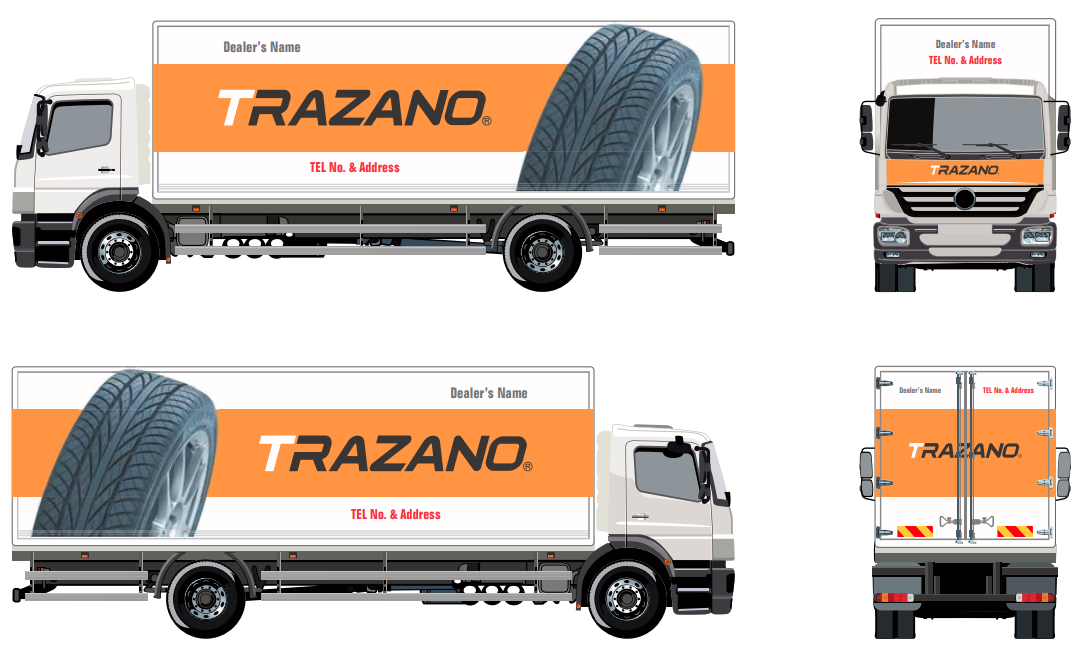 Dealer's Name
TRAZANO®
TEL No. & Address
Dealer's Name
TEL No. & Address
TRAZANO
Dealer's Name
TRAZANO®
TEL No. & Address
Dealer's Name TEL No. & Address
TRAZANO